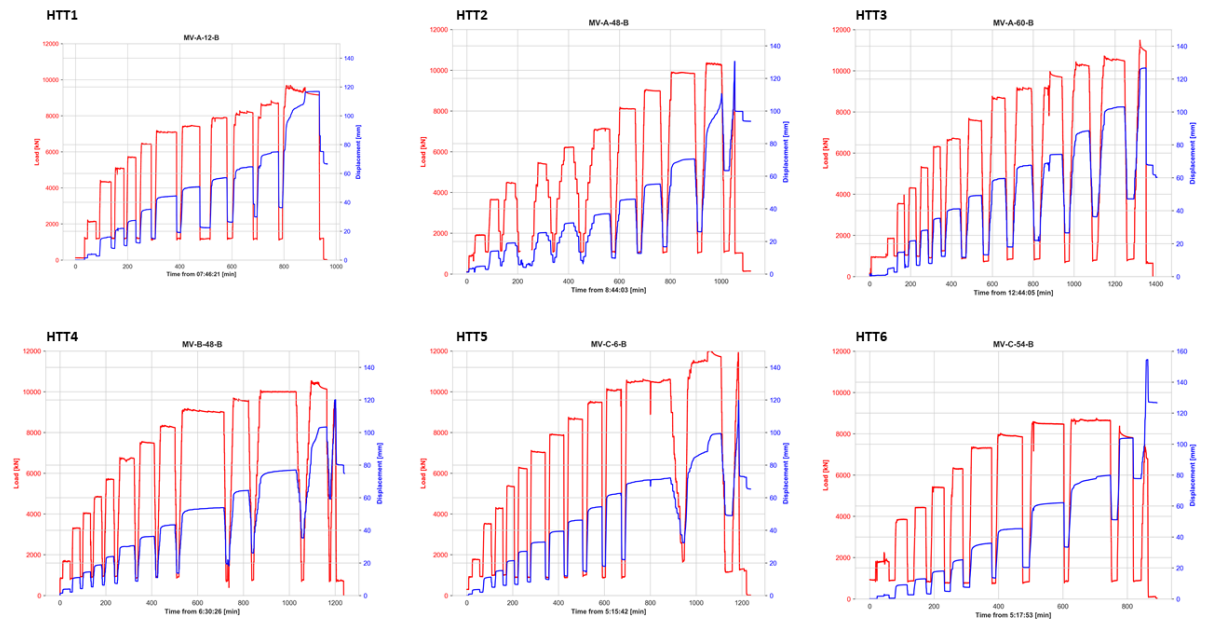 HTT1
MV-A-12-B
12000
10000
8000
6000
4000
2000
0
Load [kN]
140
120
100
80
60
40
20
0
Displacement [mm]
0 200 400 600 800 1000
Time from 07:46:21 [min]
HTT2
MV-A-48-B
12000
10000
8000
6000
4000
2000
0
Load [kN]
140
120
100
80
60
40
20
0
Displacement [mm]
0 200 400 600 800 1000
Time from 8:44:03 [min]
HTT3
MV-A-60-B
12000
10000
8000
6000
4000
2000
0
Load [kN]
140
120
100
80
60
40
20
0
Displacement [mm]
0 200 400 600 800 1000 1200 1400
Time from 12:44:05 [min]
HTT4
MV-B-48-B
12000
10000
8000
6000
4000
2000
0
Load [kN]
140
120
100
80
60
40
20
0
Displacement [mm]
0 200 400 600 800 1000 1200
Time from 6:30:26 [min]
HTT5
MV-C-6-B
12000
10000
8000
6000
4000
2000
0
Load [kN]
140
120
100
80
60
40
20
0
Displacement [mm]
0 200 400 600 800 1000 1200
Time from 5:15:42 [min]
HTT6
MV-C-54-B
12000
10000
8000
6000
4000
2000
0
Load [kN]
160
140
120
100
80
60
40
20
0
Displacement [mm]
0 200 400 600 800
Time from 5:17:53 [min]